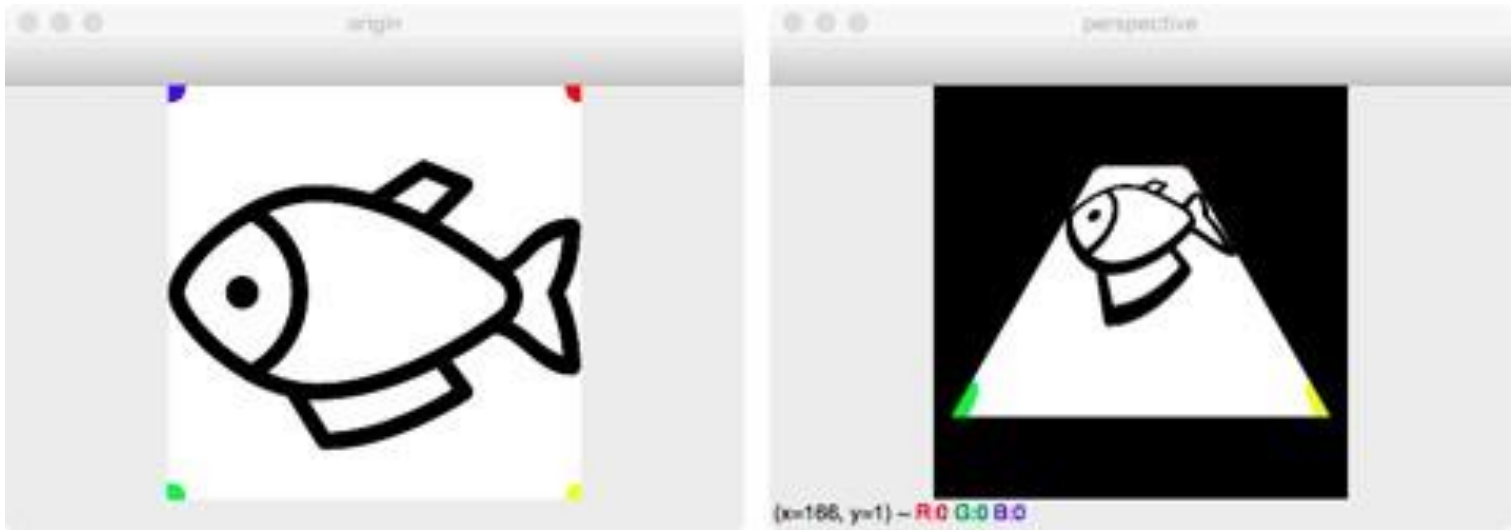 origin
perspective
(x=166, y=1) ~ R:0 G:0 B:0